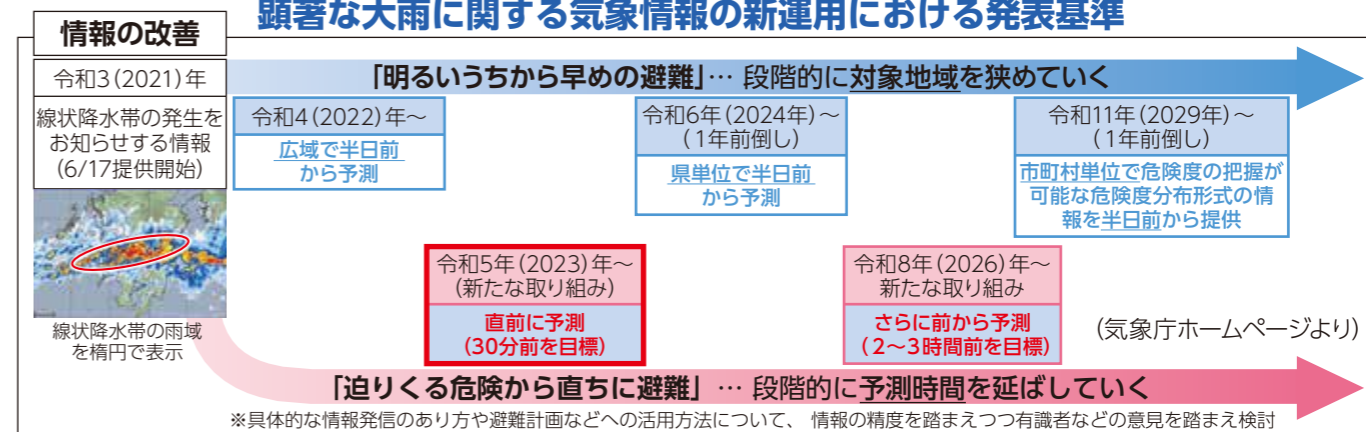 顕著な大雨に関する気象情報の新運用における発表基準
情報の改善
令和3(2021)年
線状降水帯の発生を
お知らせする情報
(6/17提供開始)
線状降水帯の雨域
を楕円で表示
「明るいうちから早めの避難」… 段階的に対象地域を狭めていく
令和4(2022)年〜
広域で半日前
から予測
令和6年(2024年)〜
(1年前倒し)
県単位で半日前
から予測
令和11年(2029年)〜
(1年前倒し)
市町村単位で危険度の把握が
可能な危険度分布形式の情
報を半日前から提供
令和5年(2023)年〜
(新たな取り組み)
直前に予測
(30分前を目標)
令和8年(2026)年〜
新たな取り組み
さらに前から予測
(2〜3時間前を目標)
(気象庁ホームページより)
「迫りくる危険から直ちに避難」… 段階的に予測時間を延ばしていく
※具体的な情報発信のあり方や避難計画などへの活用方法について、 情報の精度を踏まえつつ有識者などの意見を踏まえ検討